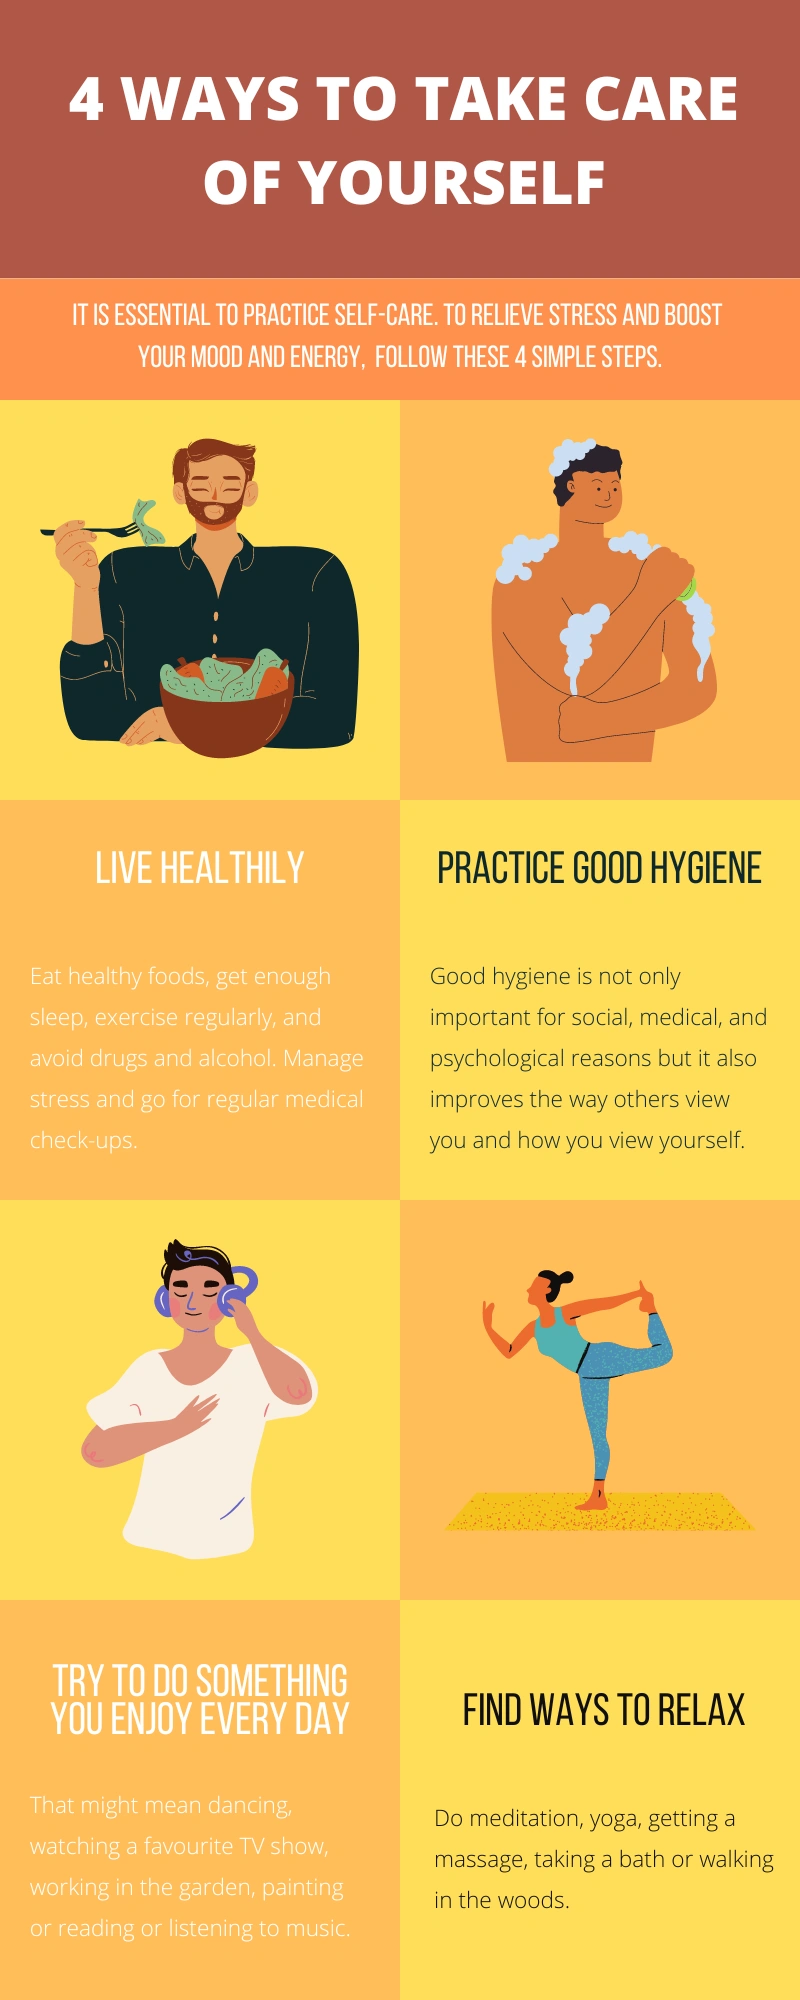 4 WAYS TO TAKE CARE
OF YOURSELF
IT IS ESSENTIAL TO PRACTICE SELF-CARE. TO RELIEVE STRESS AND BOOST
YOUR MOOD AND ENERGY, FOLLOW THESE 4 SIMPLE STEPS.
LIVE HEALTHILY
Eat healthy foods, get enough
sleep, exercise regularly, and
avoid drugs and alcohol. Manage
stress and go for regular medical
check-ups.
PRACTICE GOOD HYGIENE
Good hygiene is not only
important for social, medical, and
psychological reasons but it also
improves the way others view
you and how you view yourself.
TRY TO DO SOMETHING
YOU ENJOY EVERY DAY
That might mean dancing,
watching a favourite TV show,
working in the garden, painting
or reading or listening to music.
FIND WAYS TO RELAX
Do meditation, yoga, getting a
massage, taking a bath or walking
in the woods.